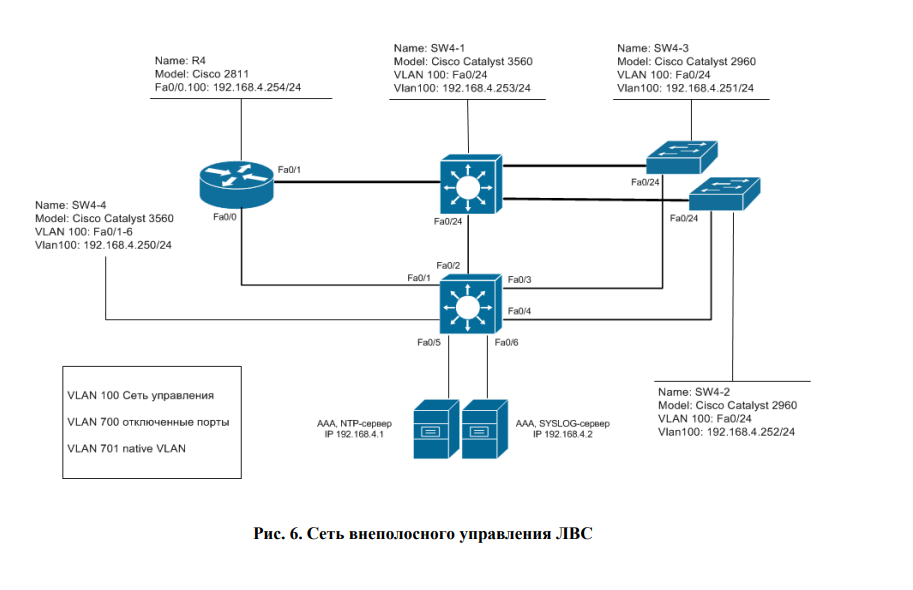 Name: R4
Model: Cisco 2811
Fa0/0.100: 192.168.4.254/24
Name: SW4-1
Model: Cisco Catalyst 3560
VLAN 100: Fa0/24
Vlan100: 192.168.4.253/24
Name: SW4-3
Model: Cisco Catalyst 2960
VLAN 100: Fa0/24
Vlan100: 192.168.4.251/24
Fa0/1
Fa0/0
Fa0/24
Fa0/24
Fa0/24
Name: SW4-4
Model: Cisco Catalyst 3560
VLAN 100: Fa0/1-6
Vlan100: 192.168.4.250/24
Fa0/2
Fa0/1
Fa0/3
Fa0/4
Fa0/5
Fa0/6
VLAN 100 Сеть управления
VLAN 700 отключенные порты
VLAN 701 native VLAN
AAA, NTP-сервер
IP 192.168.4.1
AAA, SYSLOG-сервер
IP 192.168.4.2
Name: SW4-2
Model: Cisco Catalyst 2960
VLAN 100: Fa0/24
Vlan100: 192.168.4.252/24
Рис. 6. Сеть внеполосного управления ЛВС